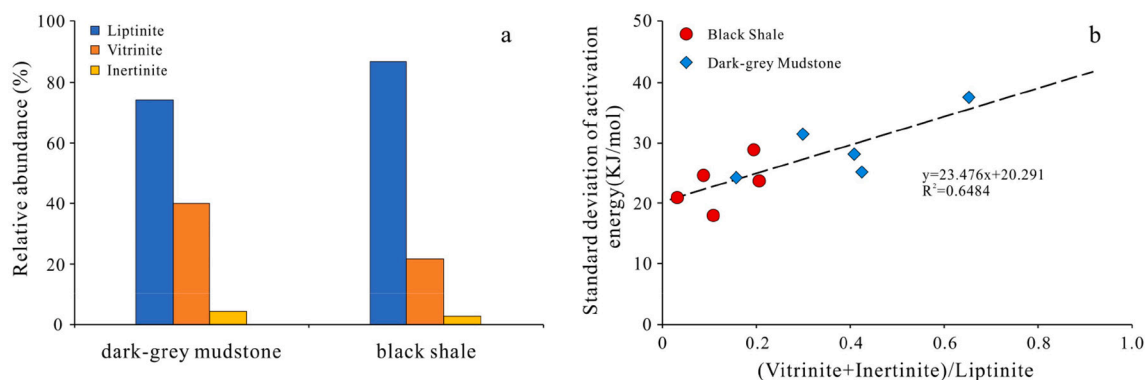 a
Liptinite
Vitrinite
Inertinite
Relative abundance(%)
100
80
60
40
20
0
dark-grey mudstone
black shale
b
Black Shale
Dark-grey Mudstone
Standard deviation of activation
energy(KJ/mol)
50
40
30
20
10
0
y=23.476x+20.291
R²=0.6484
0
0.2
0.4
0.6
0.8
1.0
(Vitrinite+Inertinite)/Liptinite